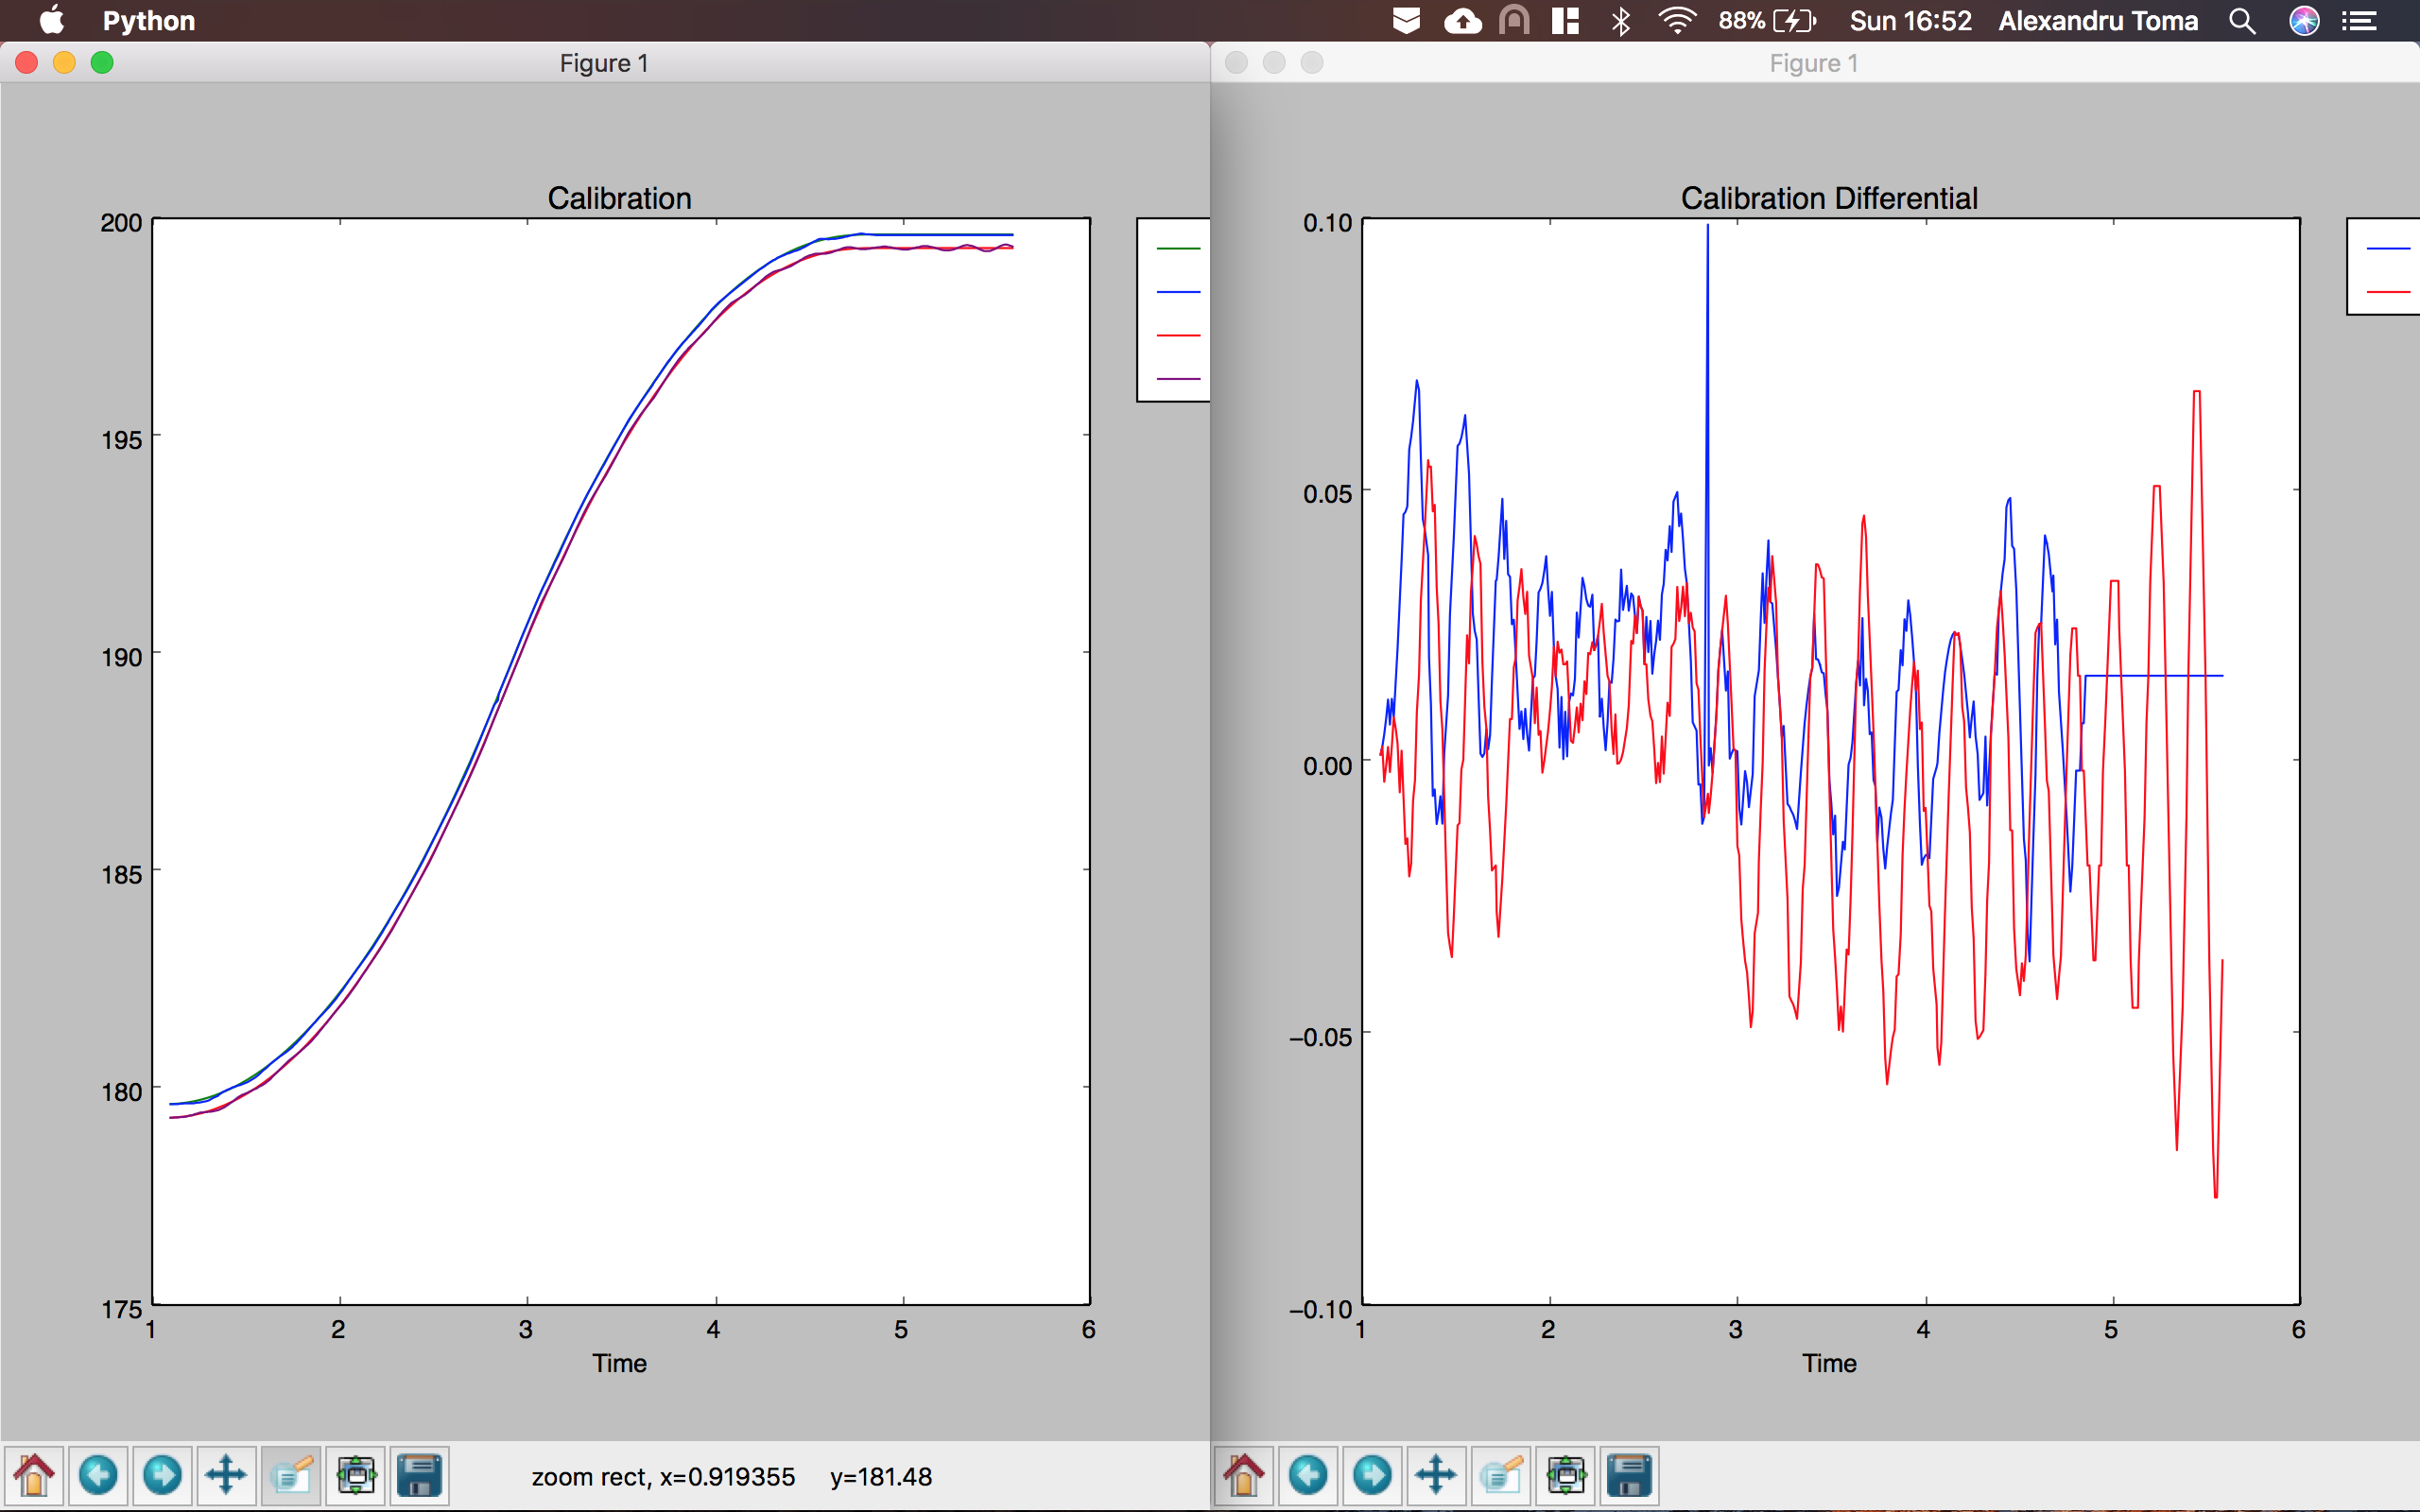 Python 88% Sun 16:52 Alexandru Toma
Figure 1
Calibration
200
195
190
185
180
175
1 2 3 4 5 6
Time
zoom rect, x=0.919355 y=181.48
Figure 1
Calibration Differential
0.10
0.05
0.00
−0.05
−0.10
1 2 3 4 5 6
Time